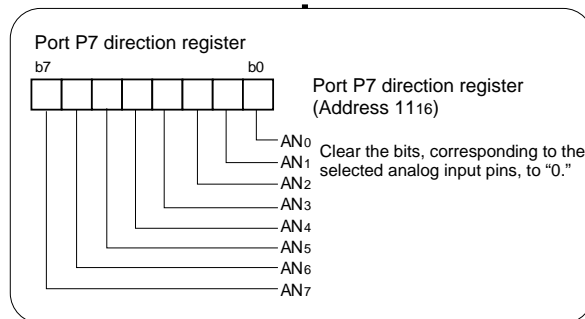 Port P7 direction register
b7 b0
Port P7 direction register
(Address 1116)
AN0
Clear the bits, corresponding to the
AN1
selected analog input pins, to “0.”
AN2
AN3
AN4
AN5
AN6
AN7